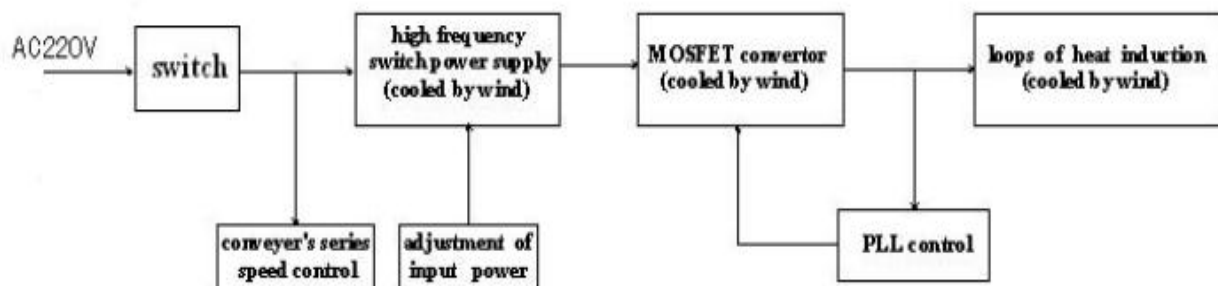 AC220V
switch
high frequency
switch power supply
(cooled by wind)
MOSFET convertor
(cooled by wind)
loops of heat induction
(cooled by wind)
conveyer's series
speed control
adjustment of
input power
PLL control